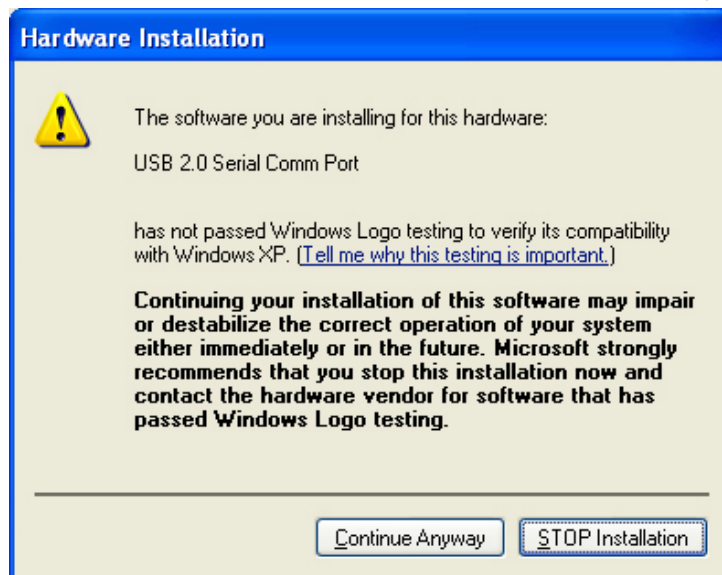 Hardware Installation
The software you are installing for this hardware:
USB 2.0 Serial Comm Port
has not passed Windows Logo testing to verify its compatibility
with Windows XP. (Tell me why this testing is important.)
Continuing your installation of this software may impair
or destabilize the correct operation of your system
either immediately or in the future. Microsoft strongly
recommends that you stop this installation now and
contact the hardware vendor for software that has
passed Windows Logo testing.
Continue Anyway STOP Installation